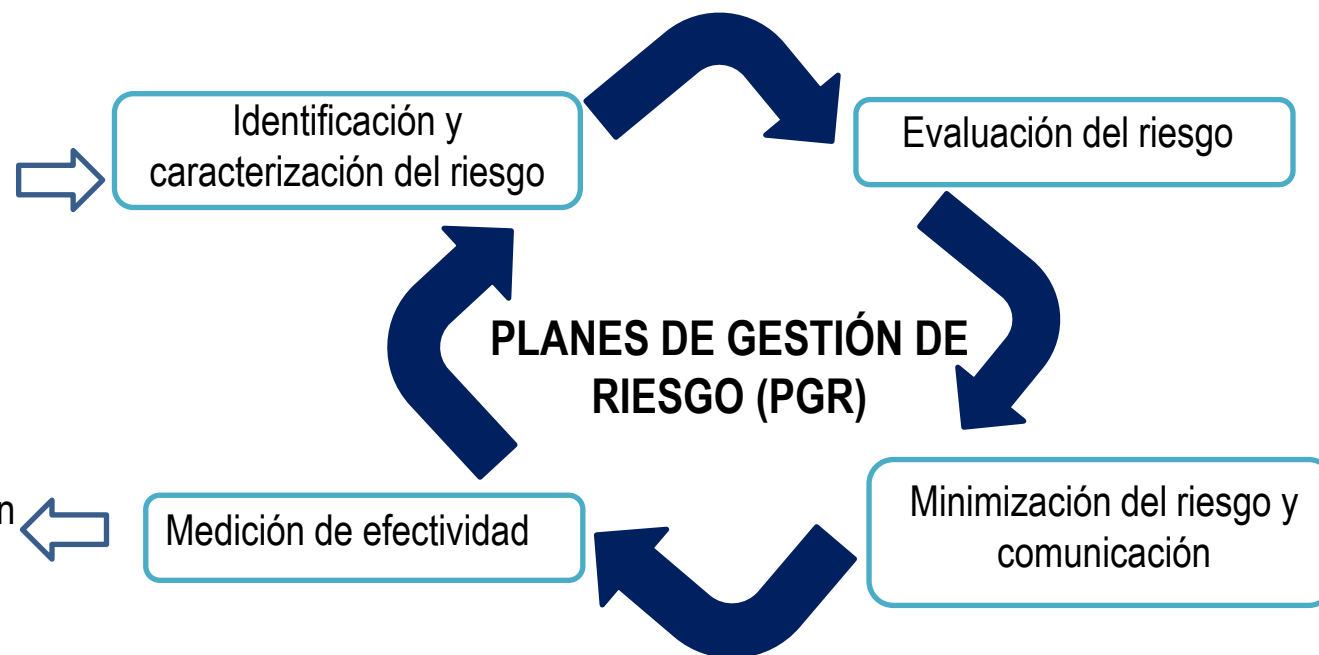 Identificación y
caracterización del riesgo
Evaluación del riesgo
PLANES DE GESTIÓN DE
RIESGO (PGR)
n
Medición de efectividad
Minimización del riesgo y
comunicación